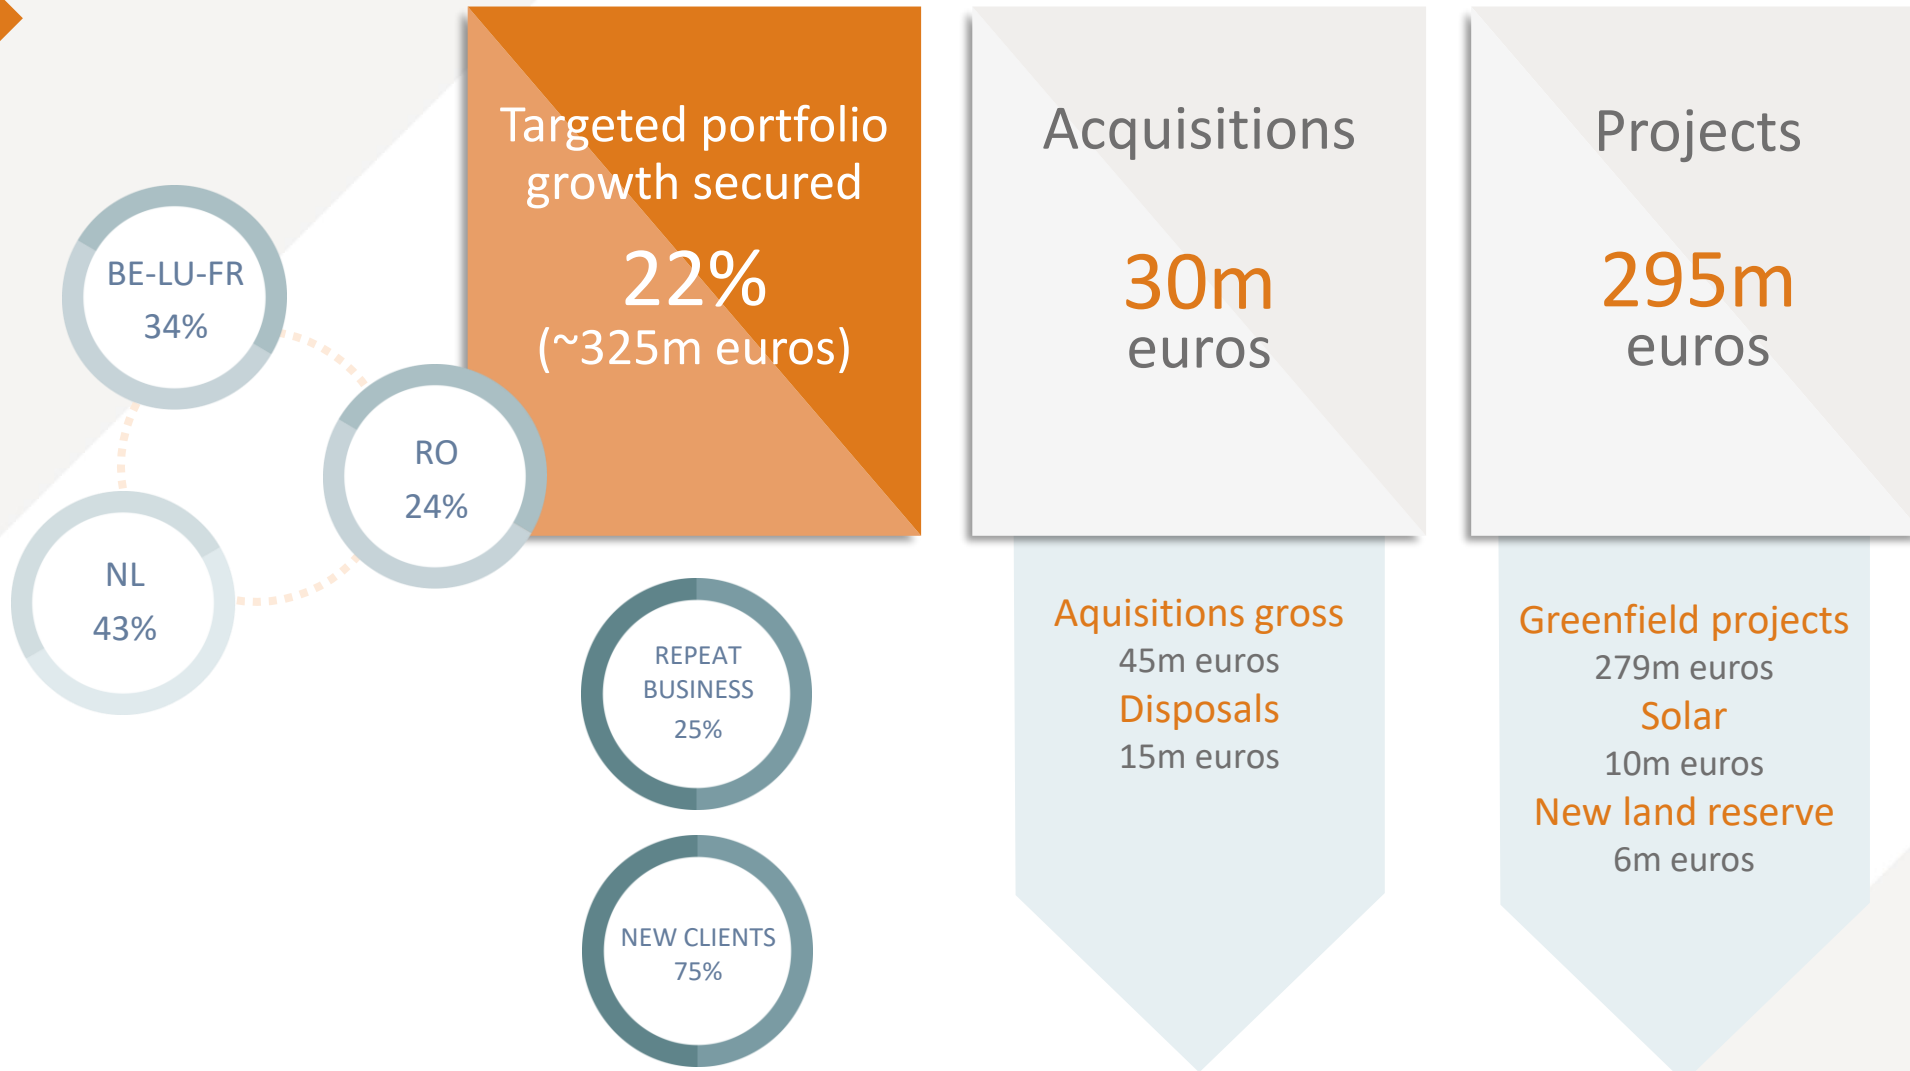 Targeted portfolio
growth secured
22%
(~325m euros)
Acquisitions
30m
euros
Projects
295m
euros
BE-LU-FR
34%
RO
24%
NL
43%
REPEAT
BUSINESS
25%
NEW CLIENTS
75%
Aquisitions gross
45m euros
Disposals
15m euros
Greenfield projects
279m euros
Solar
10m euros
New land reserve
6m euros